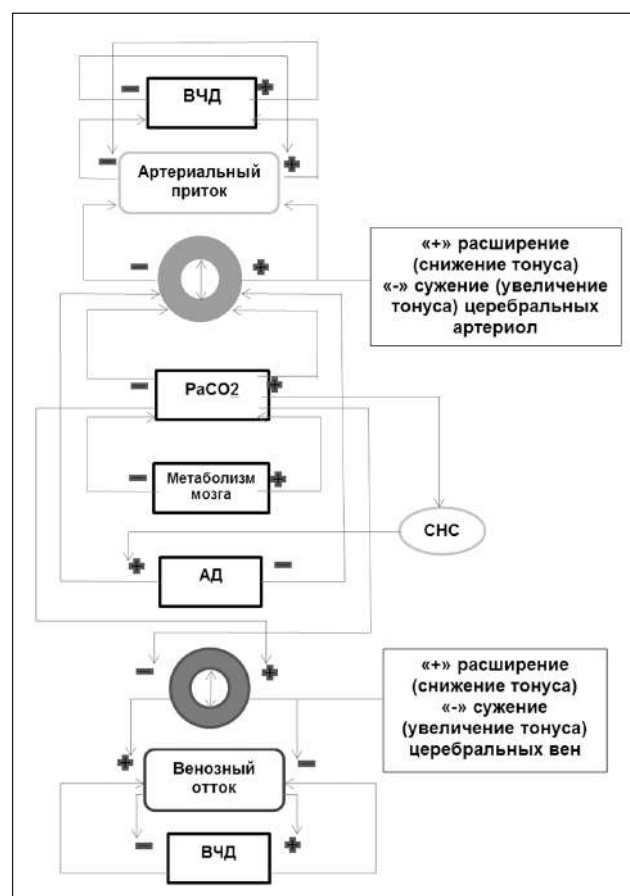 ВЧД
Артериальный
приток
«+» расширение
(снижение тонуса)
«-» сужение (увеличение
тонуса) церебральных
артериол
PaCO2
Метаболизм
мозга
СНС
АД
«+» расширение
(снижение тонуса)
«-» сужение
(увеличение тонуса)
церебральных вен
Венозный
отток
ВЧД